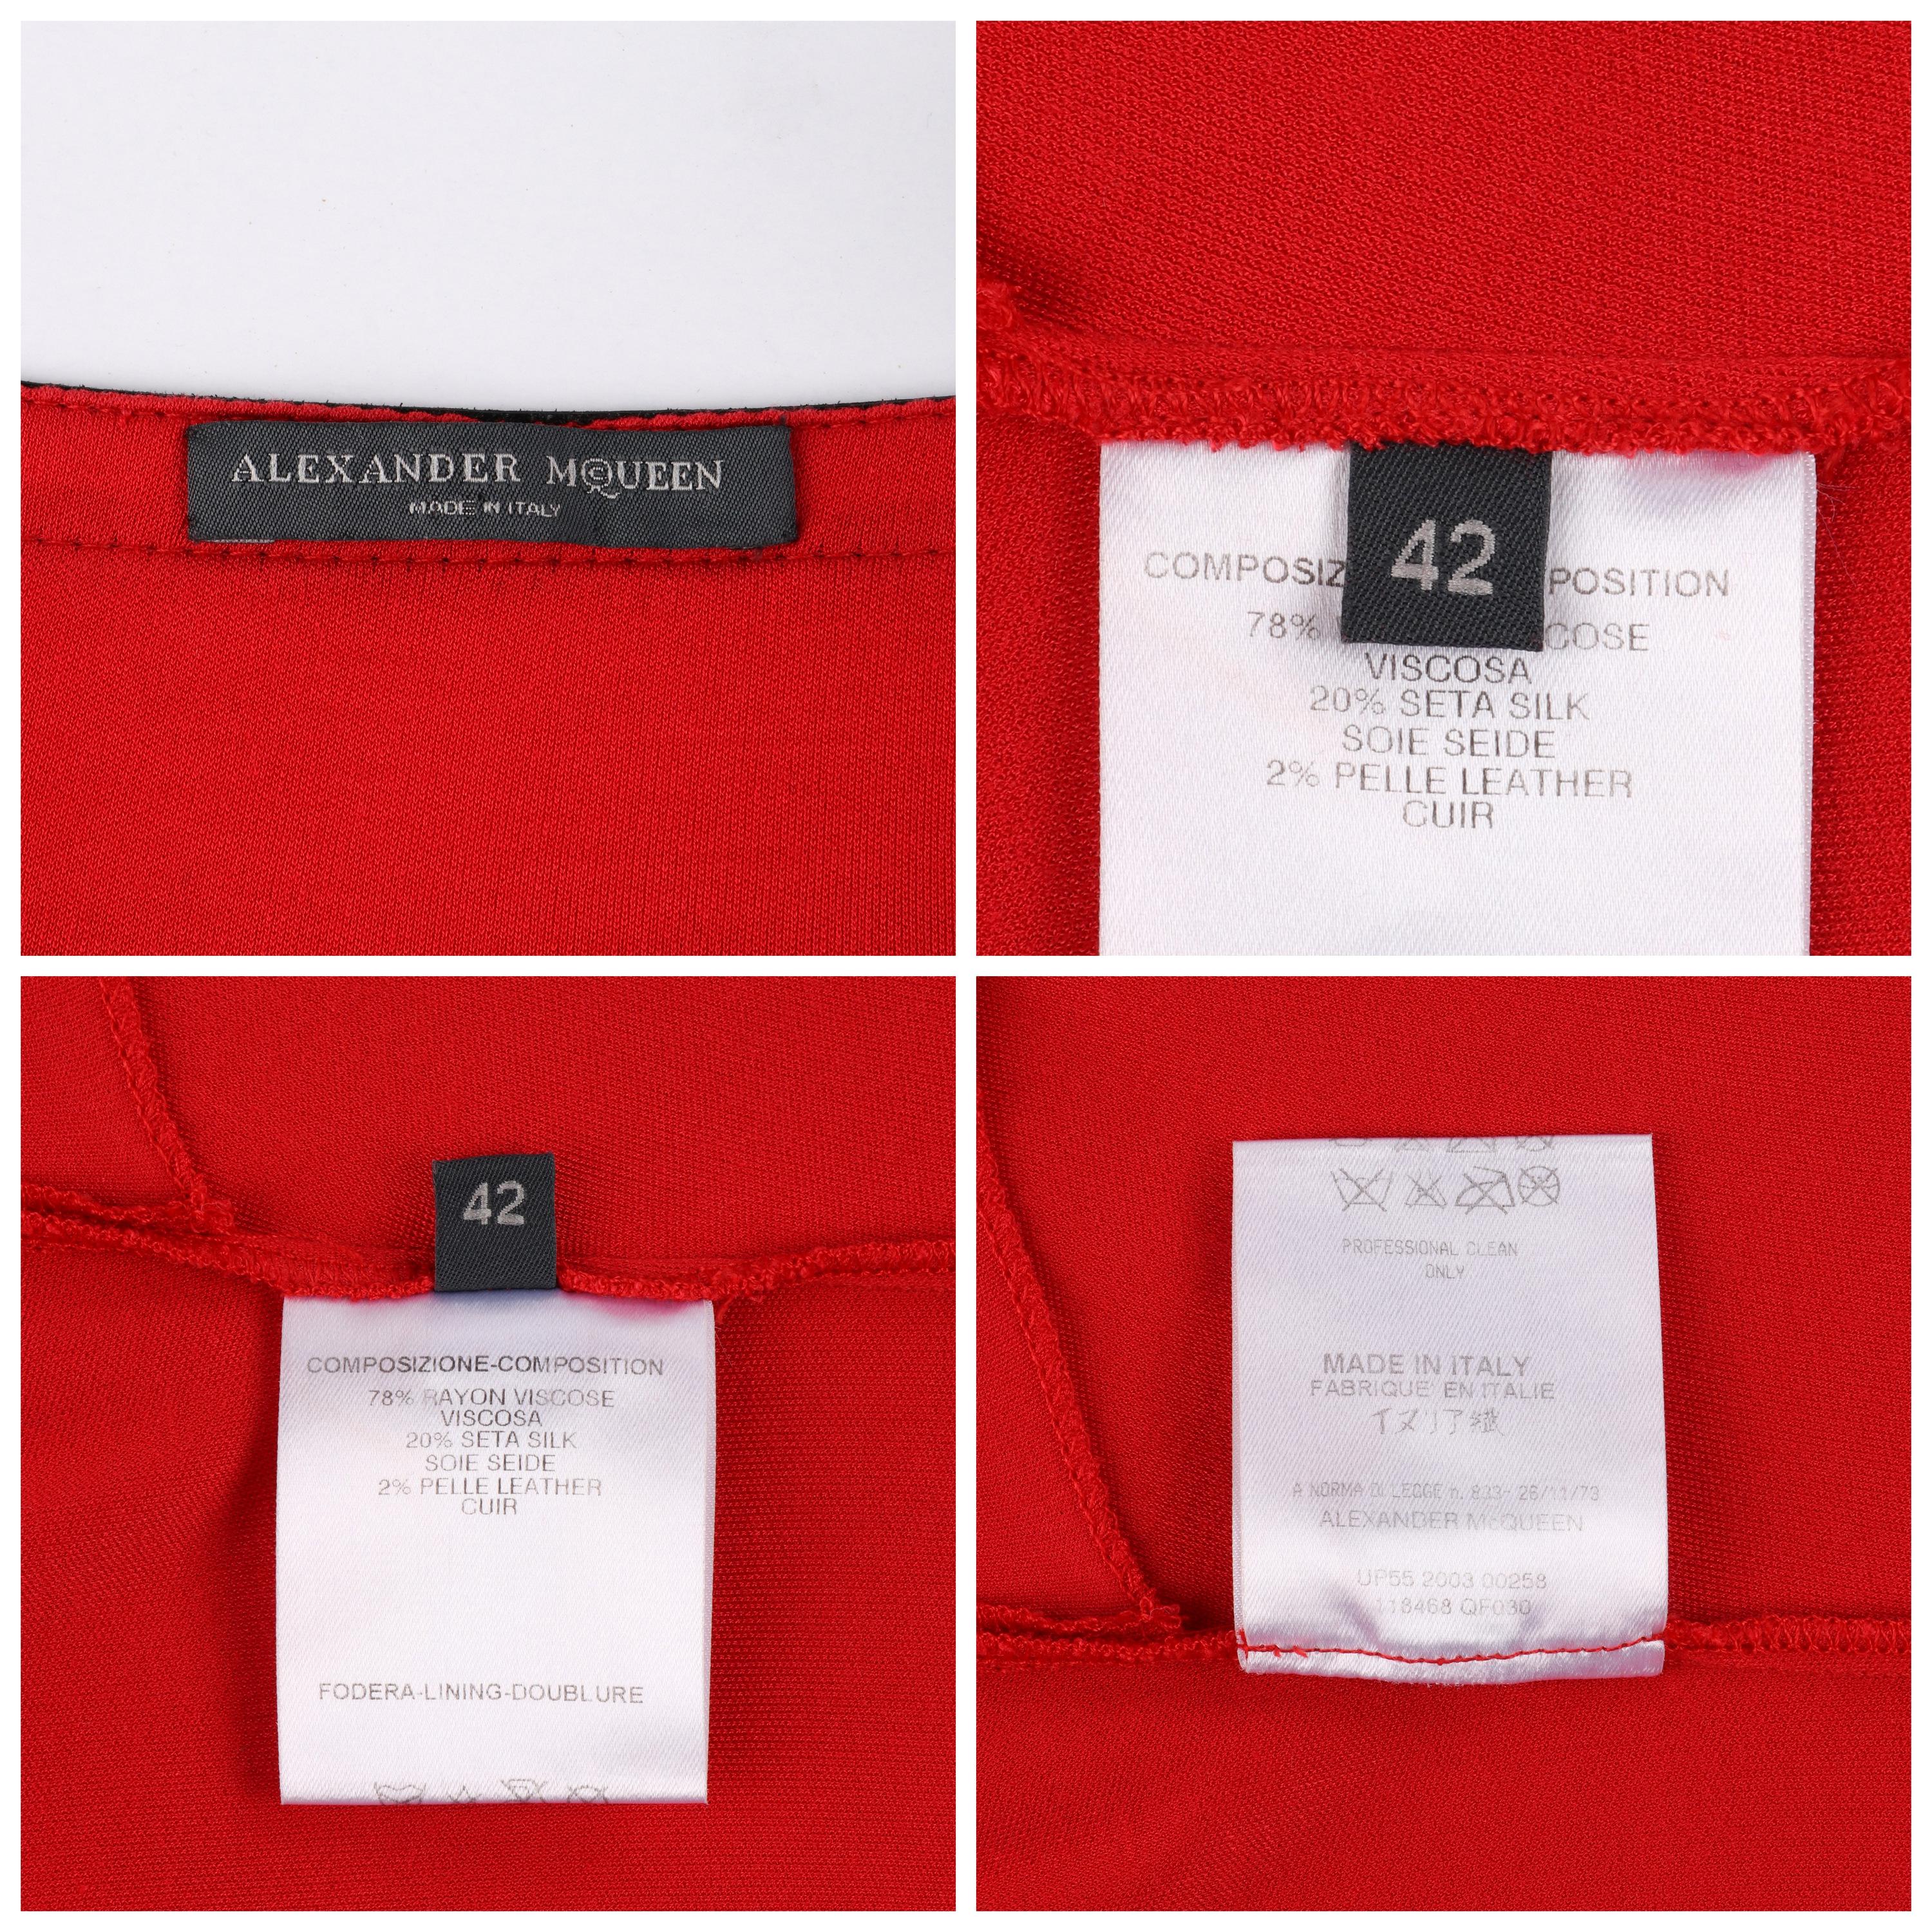 ALEXANDER McQUEEN
MADE IN ITALY
42
COMPOSIZ POSITION
78% COSE
VISCOSA
20% SETA SILK
SOIE SEIDE
2% PELLE LEATHER
CUIR
42
COMPOSIZIONE-COMPOSITION
78% RAYON VISCOSE
VISCOSA
20% SETA SILK
SOIE SEIDE
2% PELLE LEATHER
CUIR
FODERA-LINING-DOUBLURE
PROFESSIONAL CLEAN
ONLY
MADE IN ITALY
FABRIQUE' EN ITALIE
A NORMA DI LEGGE n. 883- 26/11/73
ALEXANDER McQUEEN
UP55 2003 00258
118468 QF030